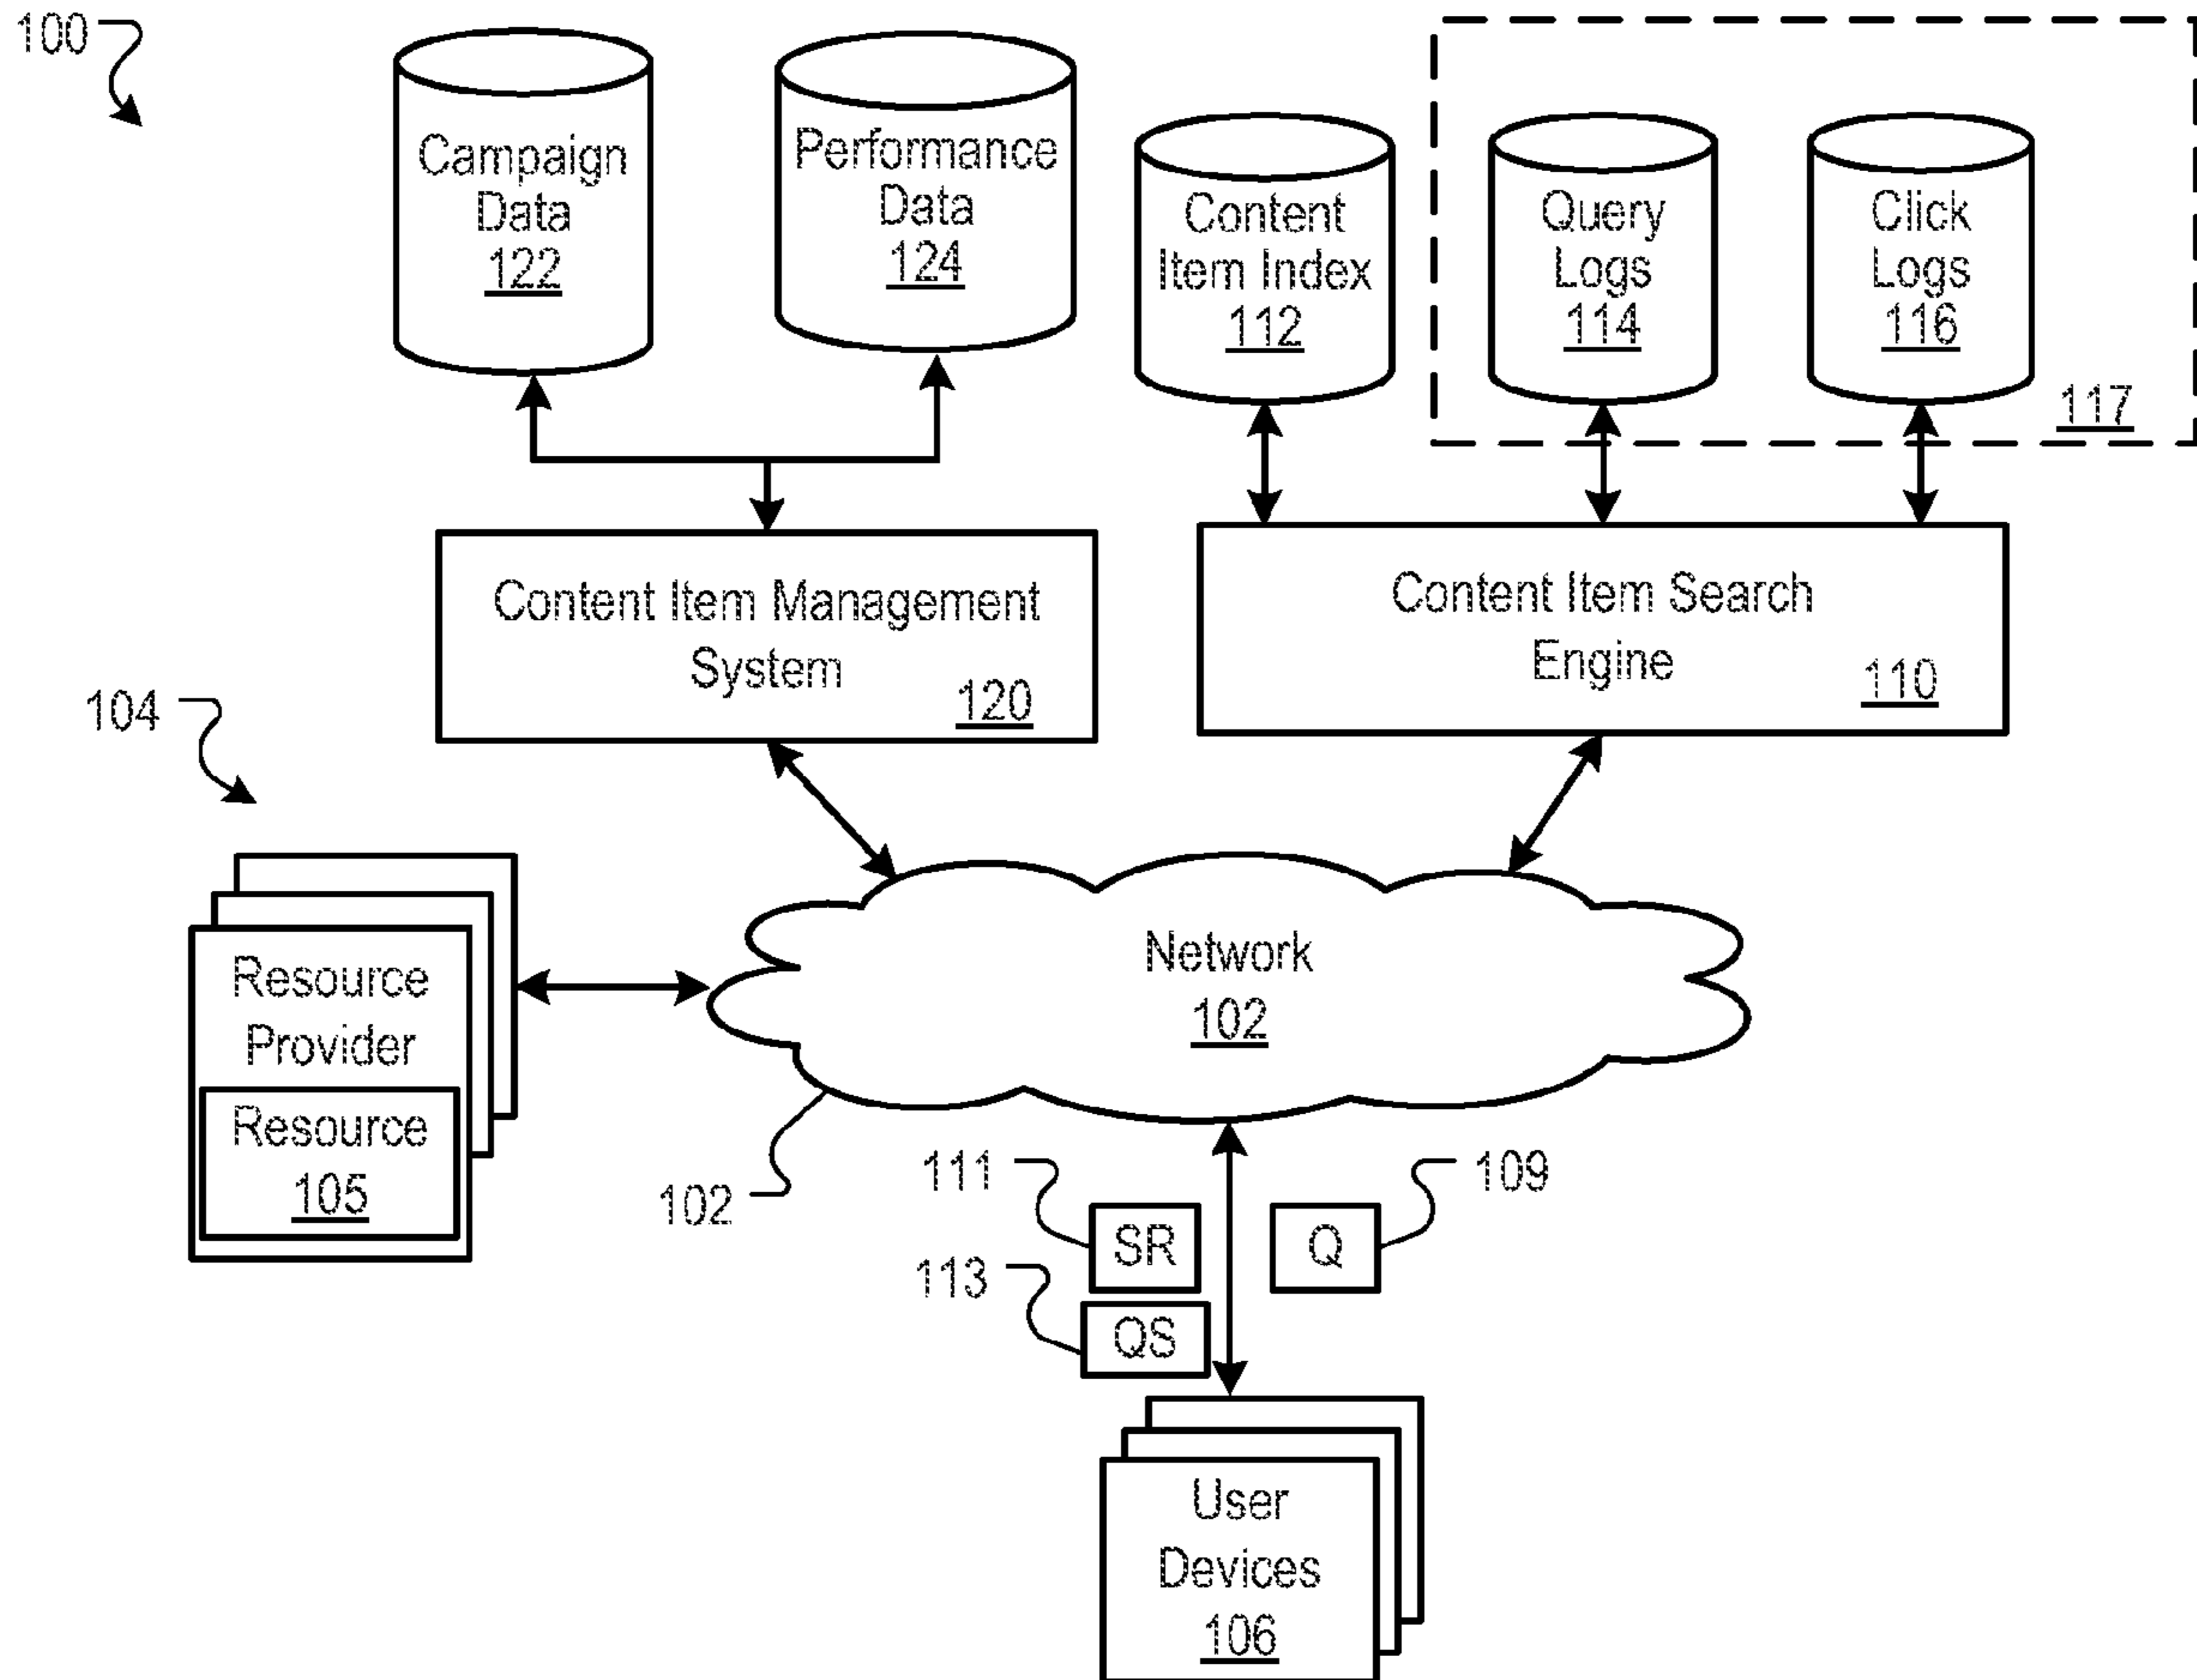 100
Campaign
Data
122
Performance
Data
124
Content
Item Index
112
Query
Logs
114
Click
Logs
116
117
Content Item Management
System
120
Content Item Search
Engine
110
104
Resource
Provider
Resource
105
Network
102
102
111
SR
Q
109
113
QS
User
Devices
106